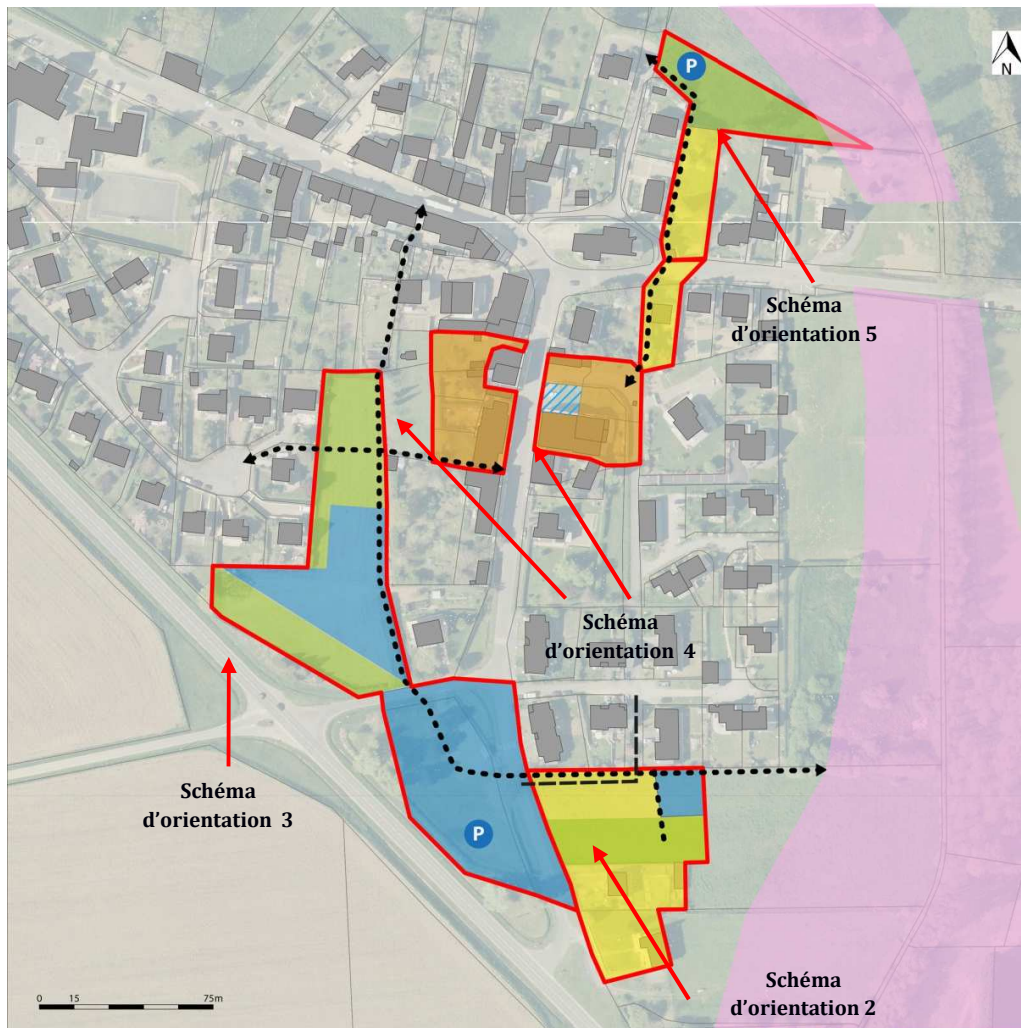 P
N
Schéma
d'orientation 5
Schéma
d'orientation 4
Schéma
d'orientation 3
P
Schéma
d'orientation 2
0 15 75m